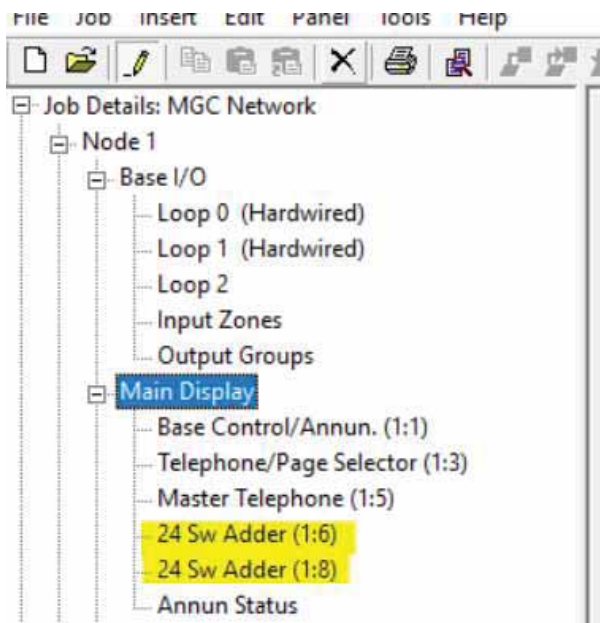 File Job Insert Edit Panel Tools Help
Job Details: MGC Network
Node 1
Base I/O
Loop 0 (Hardwired)
Loop 1 (Hardwired)
Loop 2
Input Zones
Output Groups
Main Display
Base Control/Annun. (1:1)
Telephone/Page Selector (1:3)
Master Telephone (1:5)
24 Sw Adder (1:6)
24 Sw Adder (1:8)
Annun Status